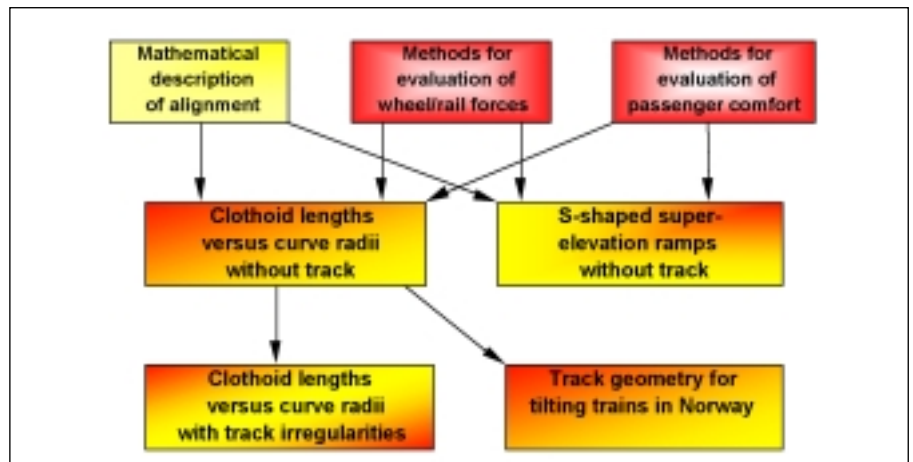 Mathematical
description
of alignment
Methods for
evaluation of
wheel/rail forces
Methods for
evaluation of
passenger comfort
Clothoid lengths
versus curve radii
without track
S-shaped super-
elevation ramps
without track
Clothoid lengths
versus curve radii
with track irregularities
Track geometry for
tilting trains in Norway